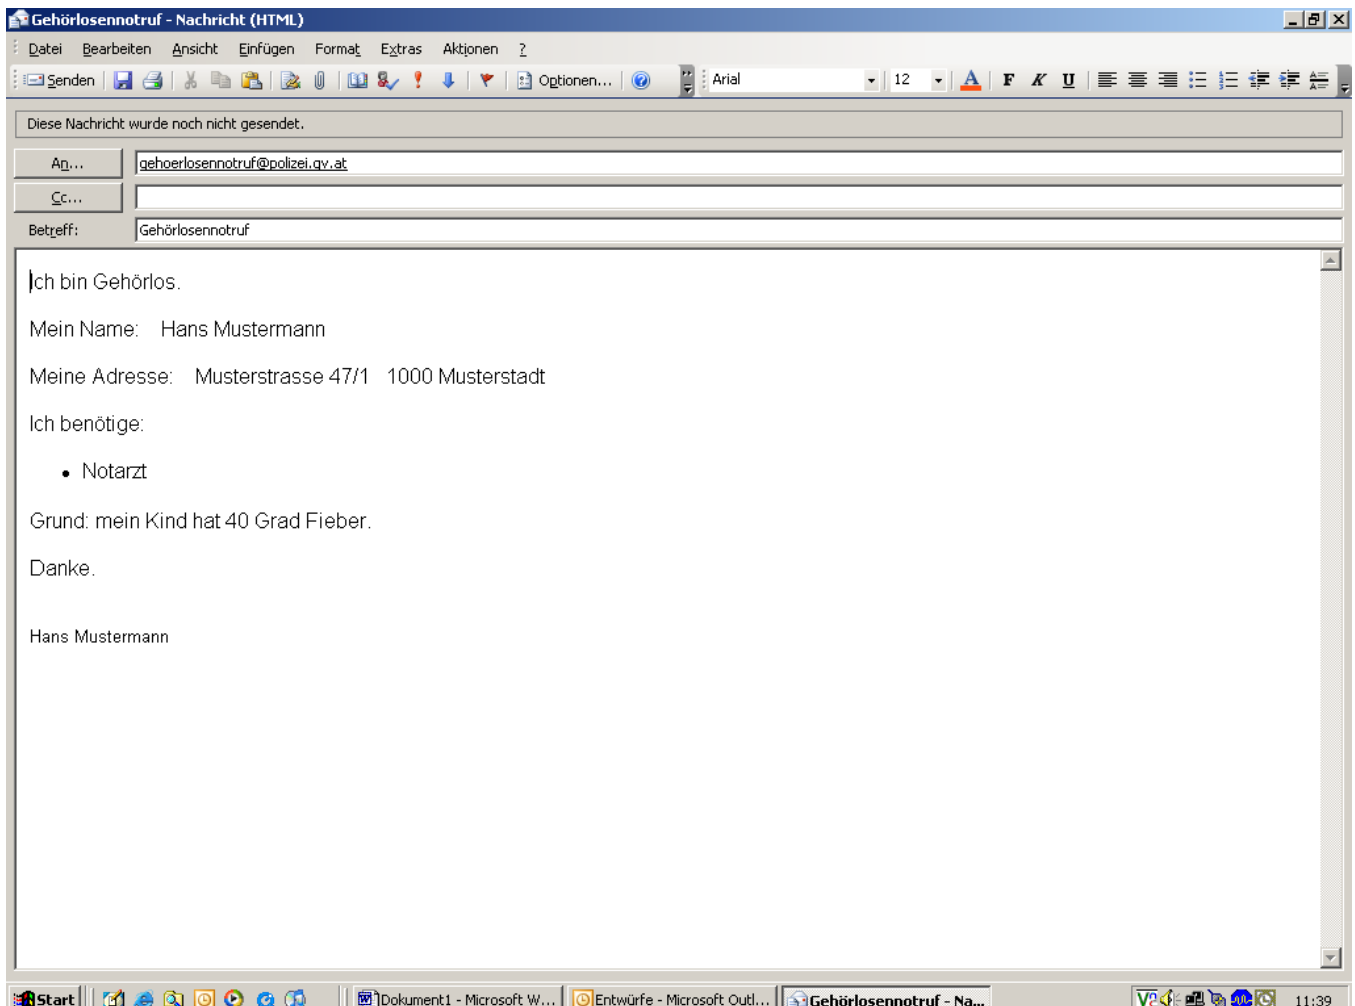 Gehörlosennotruf - Nachricht (HTML)
Datei Bearbeiten Ansicht Einfügen Format Extras Aktionen ?
Senden Optionen... Arial 12 A F K U
Diese Nachricht wurde noch nicht gesendet.
An... gehoerlosennotruf@polizei.gv.at
Cc...
Betreff: Gehörlosennotruf
Ich bin Gehörlos.
Mein Name: Hans Mustermann
Meine Adresse: Musterstrasse 47/1 1000 Musterstadt
Ich benötige:
• Notarzt
Grund: mein Kind hat 40 Grad Fieber.
Danke.
Hans Mustermann
Start Dokument1 - Microsoft W... Entwürfe - Microsoft Outl... Gehörlosennotruf - Na... 11:39